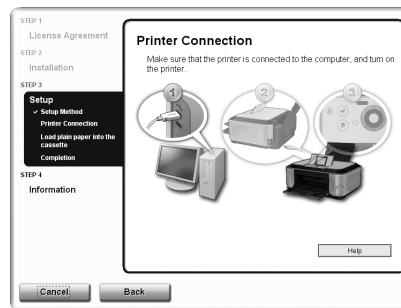 STEP 1
License Agreement
STEP 2
Installation
STEP 3
Setup
✓ Setup Method
Printer Connection
Load plain paper into the
cassette
Completion
STEP 4
Information
Printer Connection
Make sure that the printer is connected to the computer, and turn on
the printer.
1
2
3
Help
Cancel
Back